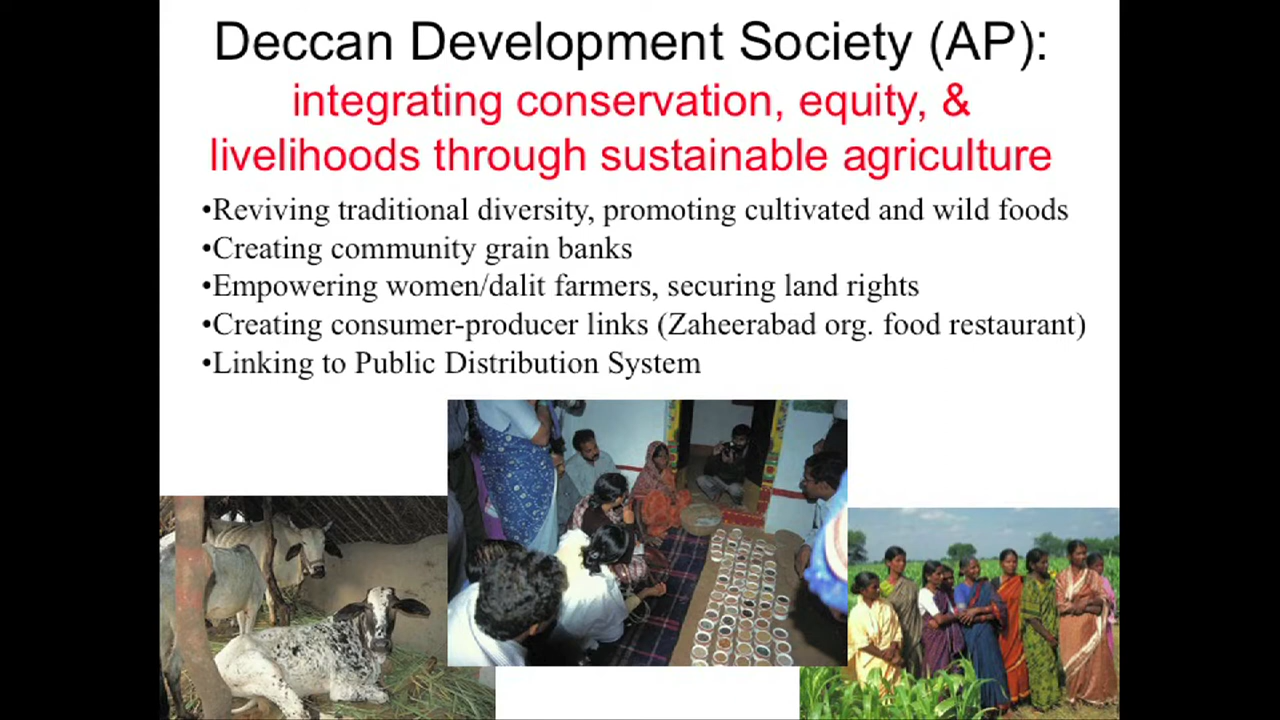 Deccan Development Society (AP):
integrating conservation, equity, &
livelihoods through sustainable agriculture
•Reviving traditional diversity, promoting cultivated and wild foods
•Creating community grain banks
•Empowering women/dalit farmers, securing land rights
•Creating consumer-producer links (Zaheerabad org. food restaurant)
•Linking to Public Distribution System